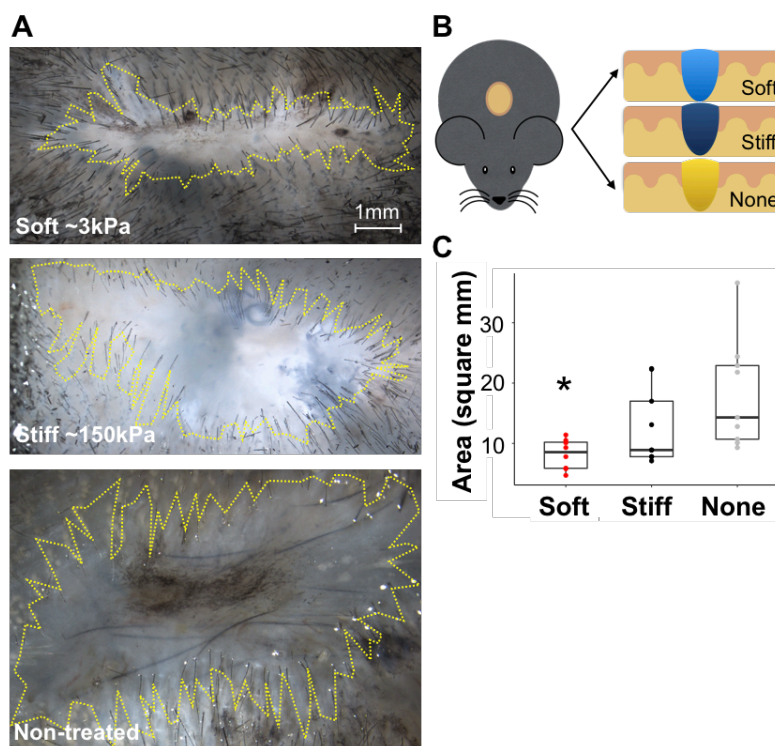 A
Soft ~3kPa
1mm
Stiff ~150kPa
Non-treated
B
Soft
Stiff
None
C
Area (square mm)
30
20
10
*
Soft
Stiff
None